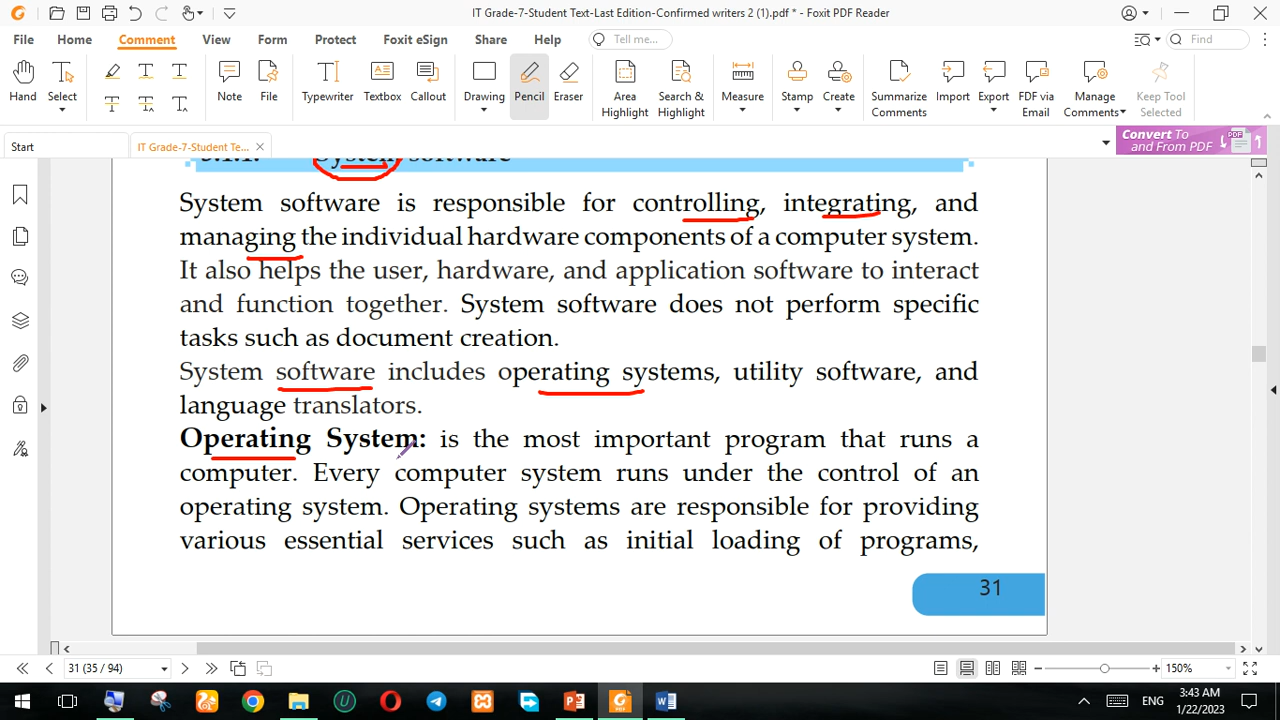 IT Grade-7-Student Text-Last Edition-Confirmed writers 2 (1).pdf * - Foxit PDF Reader
File Home Comment View Form Protect Foxit eSign Share Help Tell me... Find
Hand Select Note File Typewriter Textbox Callout Drawing Pencil Eraser Area Highlight Search & Highlight Measure Stamp Create Summarize Comments Import Export FDF via Email Manage Comments Keep Tool Selected
Start IT Grade-7-Student Te... Convert To and From PDF PDF
System software
System software is responsible for controlling, integrating, and
managing the individual hardware components of a computer system.
It also helps the user, hardware, and application software to interact
and function together. System software does not perform specific
tasks such as document creation.
System software includes operating systems, utility software, and
language translators.
Operating System: is the most important program that runs a
computer. Every computer system runs under the control of an
operating system. Operating systems are responsible for providing
various essential services such as initial loading of programs,
31
31 (35 / 94) 150%
ENG 3:43 AM
1/22/2023